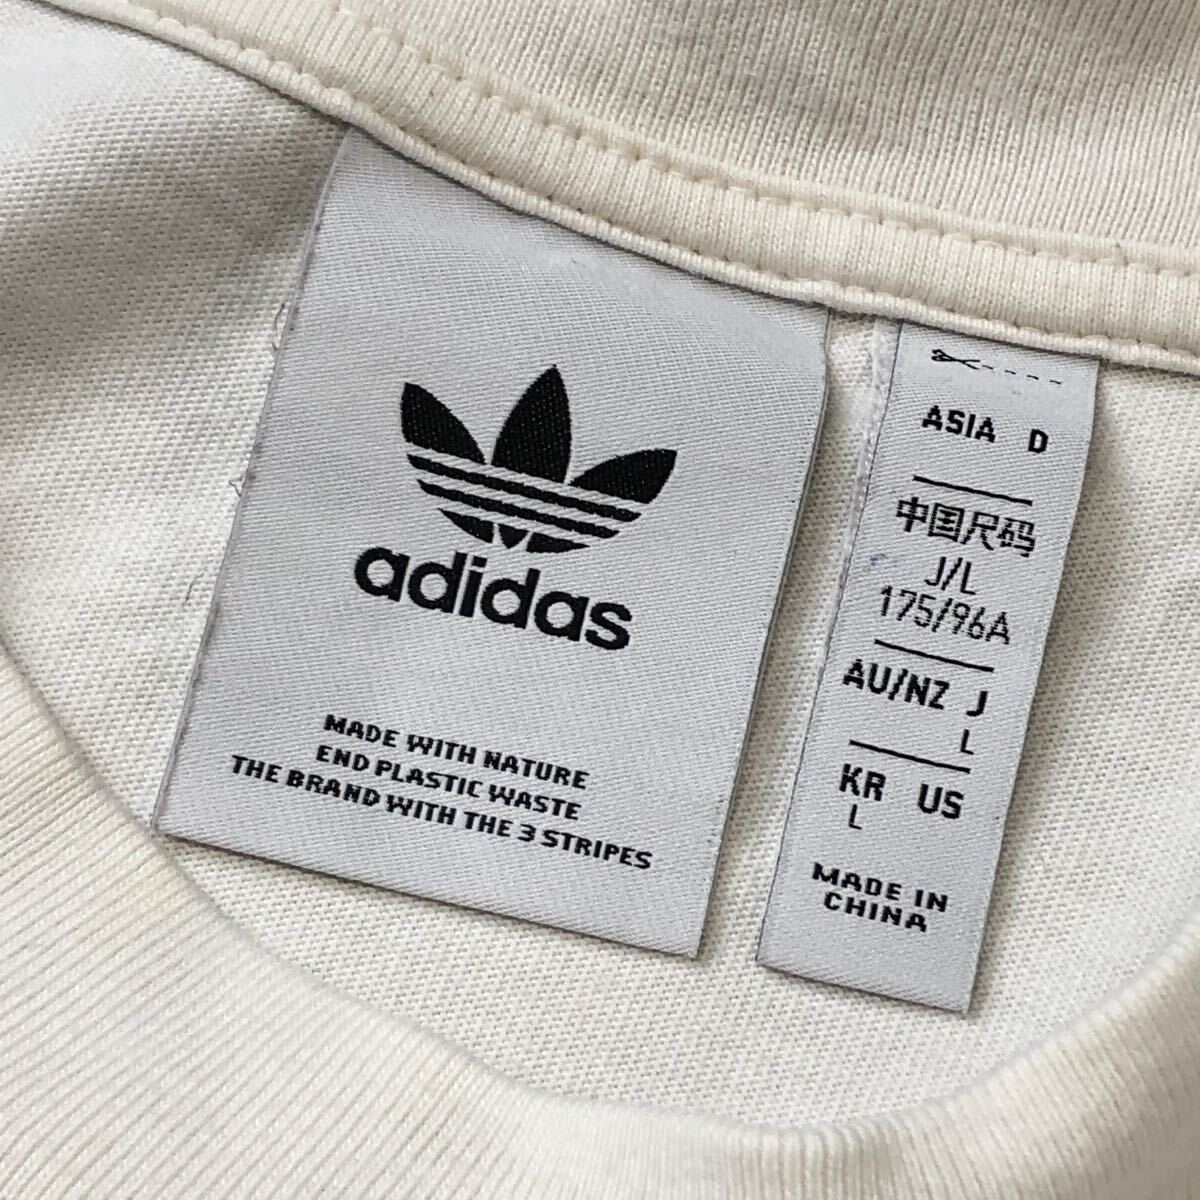 adidas
MADE WITH NATURE
END PLASTIC WASTE
THE BRAND WITH THE 3 STRIPES
ASIA D
中国尺码
J/L
175/96A
AU/NZ J
L
KR US
L
MADE IN
CHINA